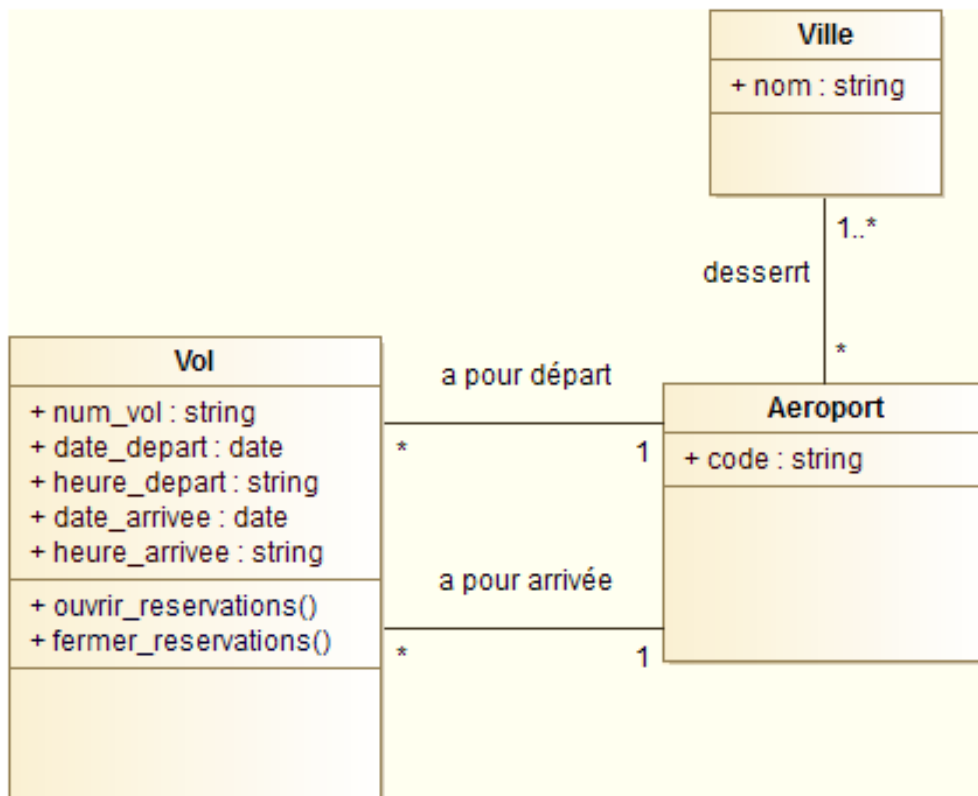 Ville
+ nom : string
1..*
desserrt
*
Vol
+ num_vol : string
+ date_depart : date
+ heure_depart : string
+ date_arrivee : date
+ heure_arrivee : string
+ ouvrir_reservations()
+ fermer_reservations()
a pour départ
* 1
a pour arrivée
* 1
Aeroport
+ code : string